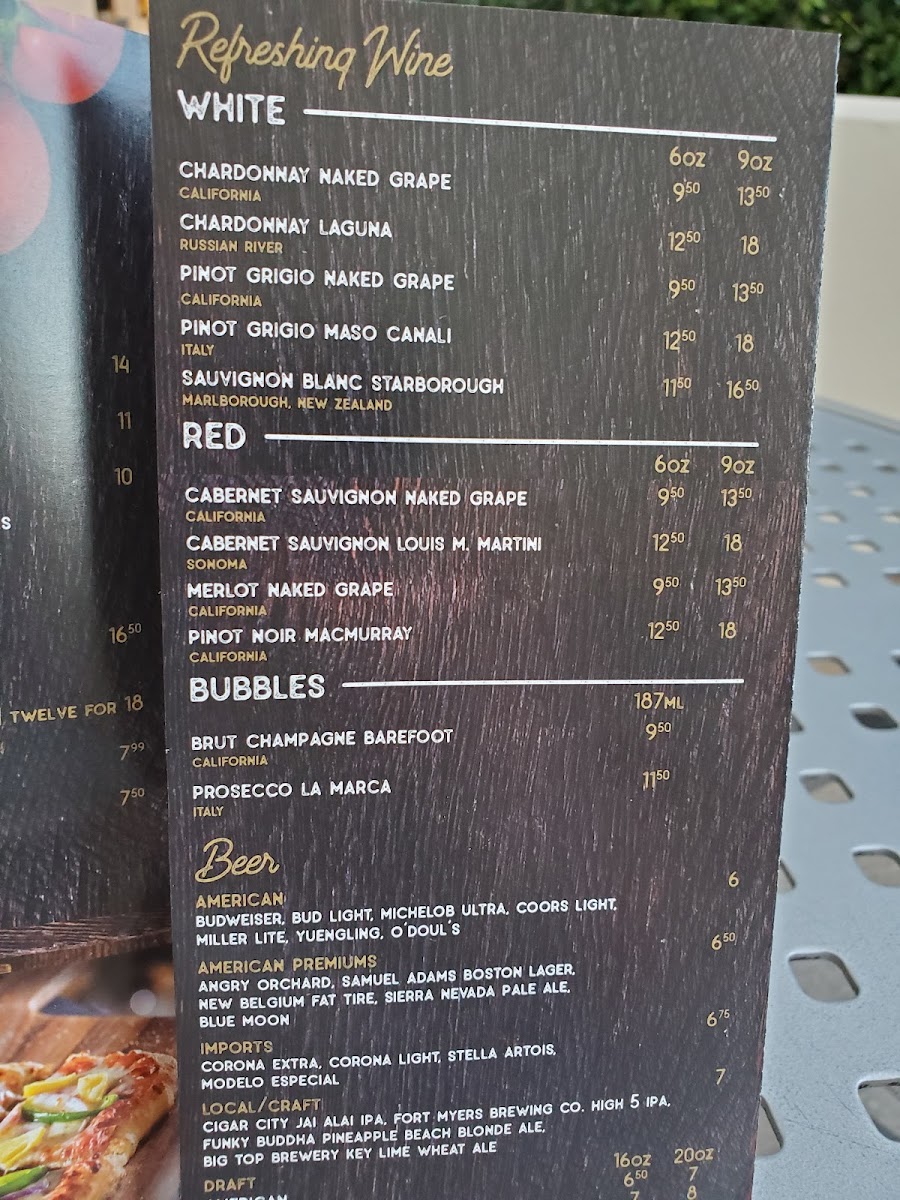 Refreshing Wine
WHITE
6OZ 9OZ
CHARDONNAY NAKED GRAPE 9⁵⁰ 13⁵⁰
CALIFORNIA
CHARDONNAY LAGUNA 12⁵⁰ 18
RUSSIAN RIVER
PINOT GRIGIO NAKED GRAPE 9⁵⁰ 13⁵⁰
CALIFORNIA
PINOT GRIGIO MASO CANALI 12⁵⁰ 18
ITALY
SAUVIGNON BLANC STARBOROUGH 11⁵⁰ 16⁵⁰
MARLBOROUGH, NEW ZEALAND
RED
6OZ 9OZ
CABERNET SAUVIGNON NAKED GRAPE 9⁵⁰ 13⁵⁰
CALIFORNIA
CABERNET SAUVIGNON LOUIS M. MARTINI 12⁵⁰ 18
SONOMA
MERLOT NAKED GRAPE 9⁵⁰ 13⁵⁰
CALIFORNIA
PINOT NOIR MACMURRAY 12⁵⁰ 18
CALIFORNIA
BUBBLES
187ML
BRUT CHAMPAGNE BAREFOOT 9⁵⁰
CALIFORNIA
PROSECCO LA MARCA 11⁵⁰
ITALY
Beer
AMERICAN 6
BUDWEISER, BUD LIGHT, MICHELOB ULTRA, COORS LIGHT,
MILLER LITE, YUENGLING, O'DOUL'S
AMERICAN PREMIUMS 6⁵⁰
ANGRY ORCHARD, SAMUEL ADAMS BOSTON LAGER,
NEW BELGIUM FAT TIRE, SIERRA NEVADA PALE ALE,
BLUE MOON
IMPORTS 6⁷⁵
CORONA EXTRA, CORONA LIGHT, STELLA ARTOIS,
MODELO ESPECIAL
LOCAL/CRAFT 7
CIGAR CITY JAI ALAI IPA, FORT MYERS BREWING CO. HIGH 5 IPA,
FUNKY BUDDHA PINEAPPLE BEACH BLONDE ALE,
BIG TOP BREWERY KEY LIME WHEAT ALE
16OZ 20OZ
DRAFT 6⁵⁰ 7
AMERICAN 7 8
14
11
10
S
16⁵⁰
TWELVE FOR 18
7⁹⁹
7⁵⁰